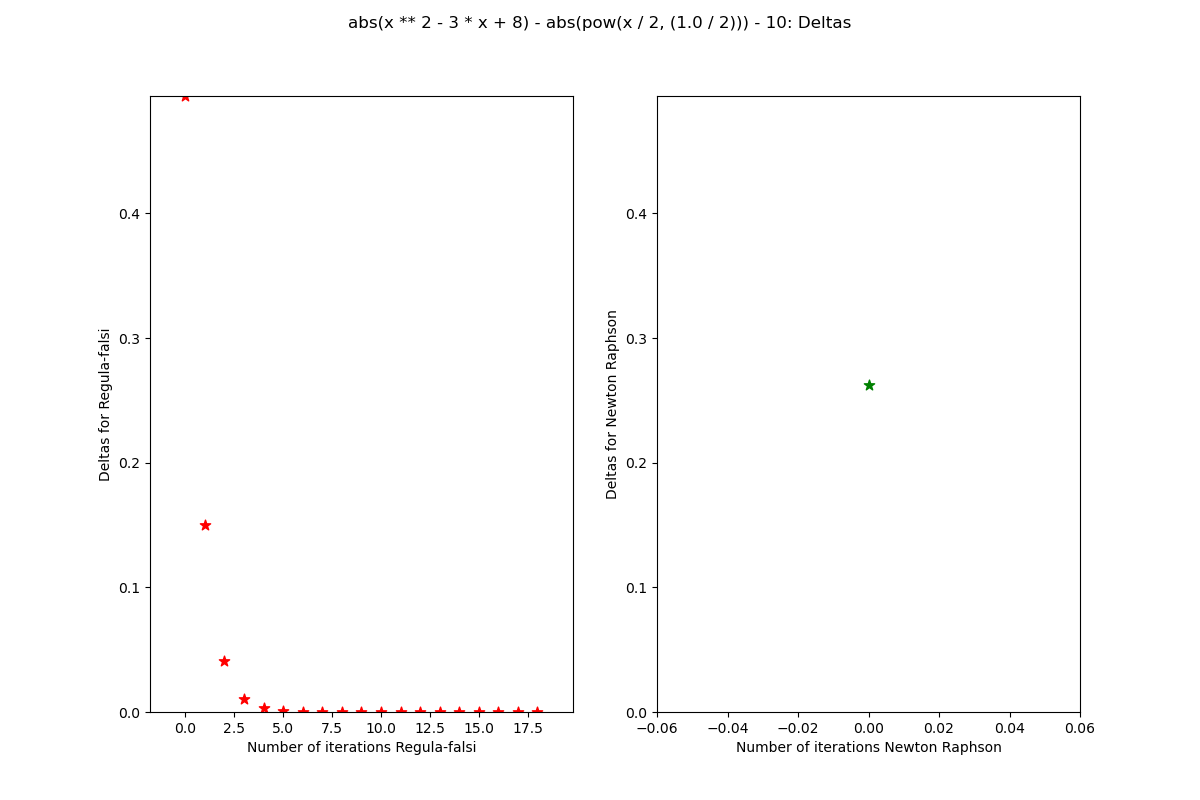 abs(x ** 2 - 3 * x + 8) - abs(pow(x / 2, (1.0 / 2))) - 10: Deltas
Deltas for Regula-falsi
0.4
0.3
0.2
0.1
0.0
0.0 2.5 5.0 7.5 10.0 12.5 15.0 17.5
Number of iterations Regula-falsi
Deltas for Newton Raphson
0.4
0.3
0.2
0.1
0.0
−0.06 −0.04 −0.02 0.00 0.02 0.04 0.06
Number of iterations Newton Raphson